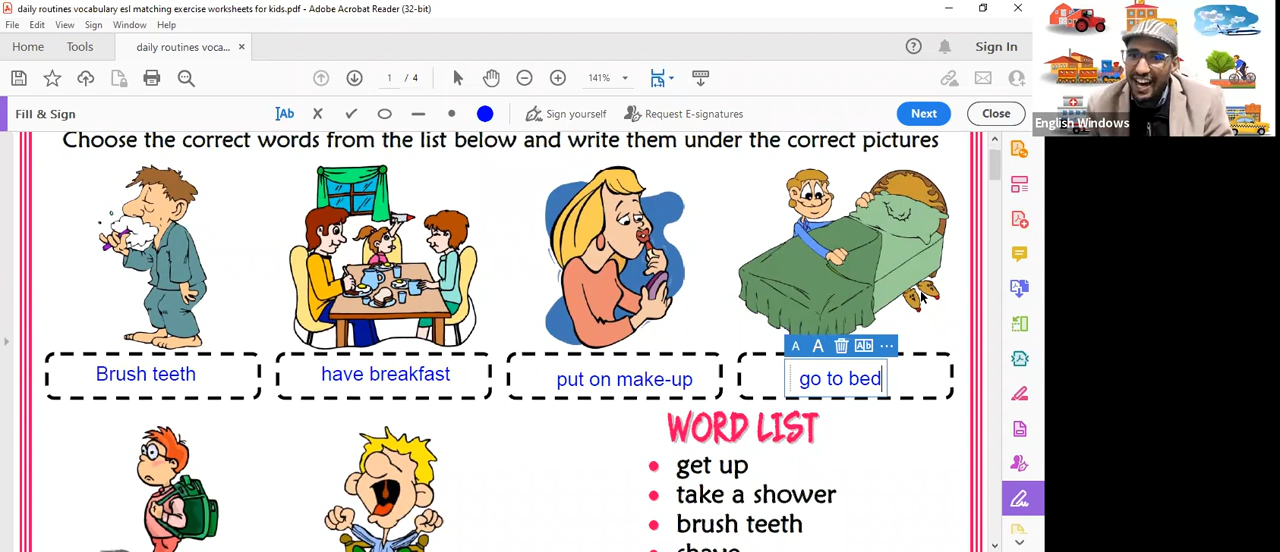 daily routines vocabulary esl matching exercise worksheets for kids.pdf - Adobe Acrobat Reader (32-bit)
File Edit View Sign Window Help
Home Tools daily routines voca... × Sign In
1 / 4 141%
Fill & Sign Ab Sign yourself Request E-signatures Next Close
English Windows
Choose the correct words from the list below and write them under the correct pictures
A A Ab ...
Brush teeth have breakfast put on make-up go to bed
WORD LIST
• get up
• take a shower
• brush teeth
• shave